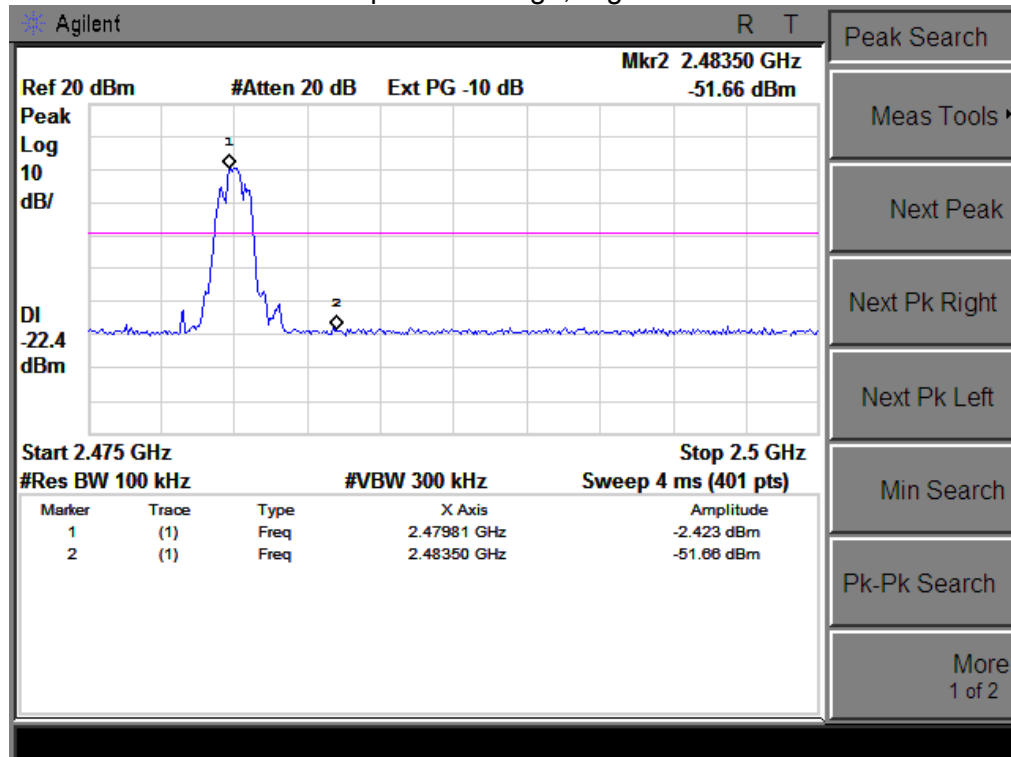 Agilent R T
Peak Search
Mkr2 2.48350 GHz
Ref 20 dBm #Atten 20 dB Ext PG -10 dB -51.66 dBm
Peak
Log
10
dB/
1
2
DI
-22.4
dBm
Start 2.475 GHz Stop 2.5 GHz
#Res BW 100 kHz #VBW 300 kHz Sweep 4 ms (401 pts)
Marker Trace Type X Axis Amplitude
1 (1) Freq 2.47981 GHz -2.423 dBm
2 (1) Freq 2.48350 GHz -51.66 dBm
Meas Tools
Next Peak
Next Pk Right
Next Pk Left
Min Search
Pk-Pk Search
More
1 of 2